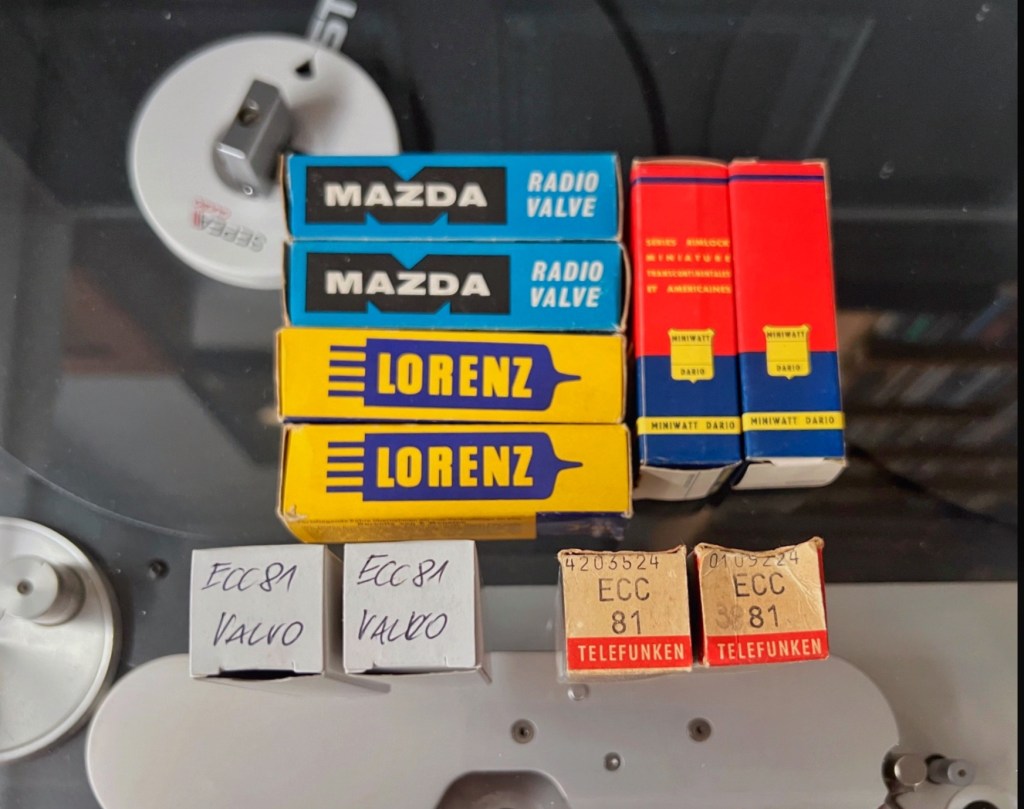 MAZDA
RADIO
VALVE
MAZDA
RADIO
VALVE
LORENZ
LORENZ
SERIES RIMLOCK
MINIATURE
TRANSCONTINENTALES
ET AMERICAINES
MINIWATT
DARIO
MINIWATT DARIO
MINIWATT
DARIO
MINIWATT DARIO
ECC81
VALVO
ECC81
VALVO
4203524
ECC
81
TELEFUNKEN
0109224
ECC
81
TELEFUNKEN